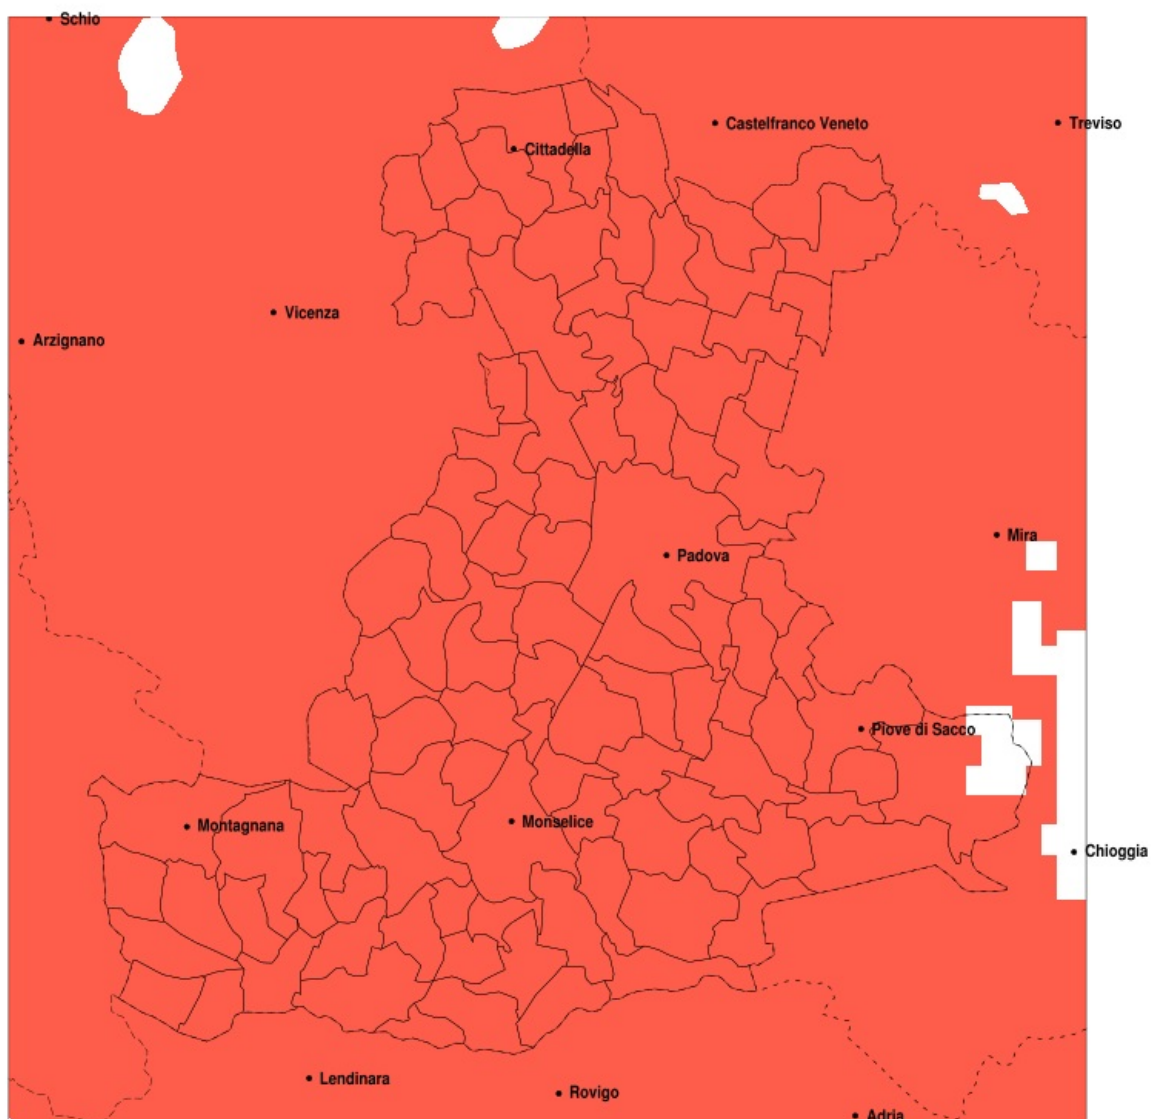 Schio
Castelfranco Veneto
Treviso
Cittadella
Vicenza
Arzignano
Mira
Padova
Piove di Sacco
Montagnana
Monselice
Chioggia
Lendinara
Rovigo
Adria